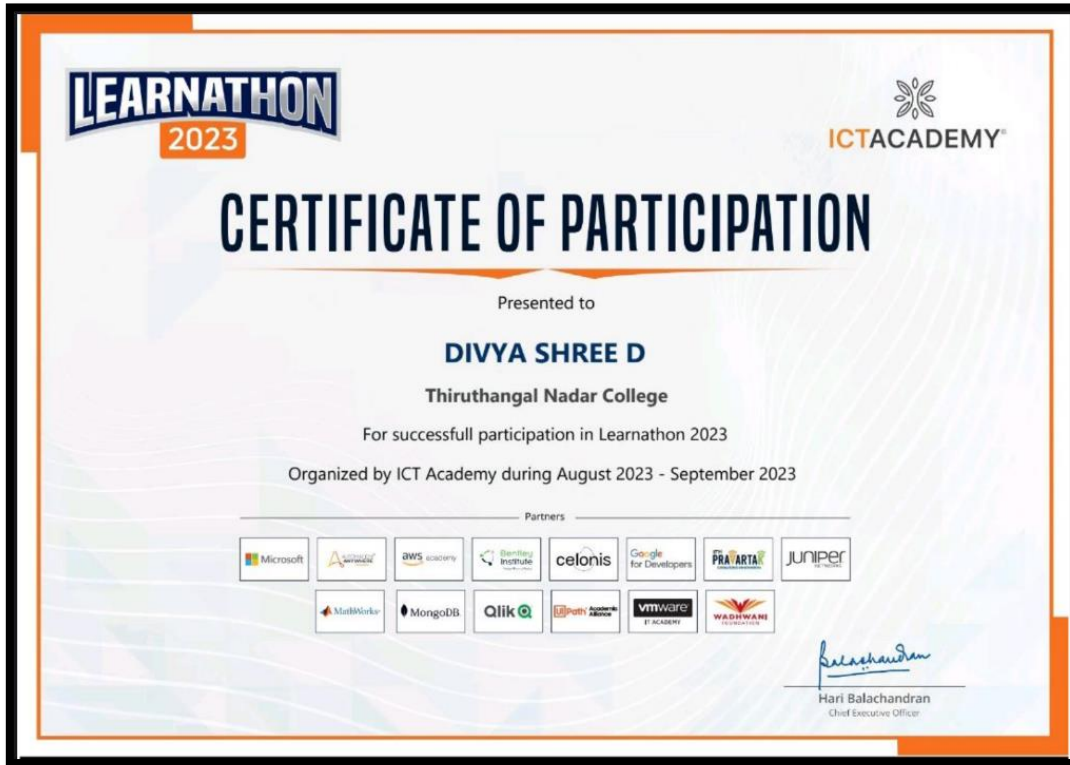 LEARNATHON
2023
ICTACADEMY
CERTIFICATE OF PARTICIPATION
Presented to
DIVYA SHREE D
Thiruthangal Nadar College
For successfull participation in Learnathon 2023
Organized by ICT Academy during August 2023 - September 2023
Partners
Microsoft
aws academy
Bentley Institute
celonis
Google for Developers
PRAVARTAK
JUNIPEr
NETWORKS
MathWorks
MongoDB
Qlik
UiPath Academic Alliance
vmware
IT ACADEMY
WADHWANI
FOUNDATION
Balachandran
Hari Balachandran
Chief Executive Officer